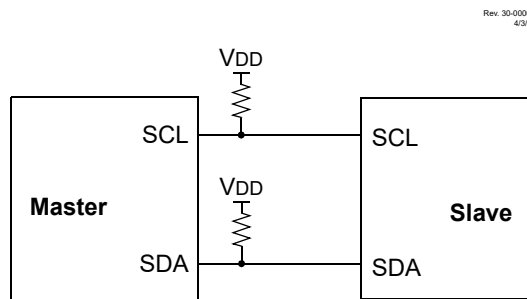 Rev. 30-000
4/3/
VDD
SCL
SCL
VDD
Master
Slave
SDA
SDA